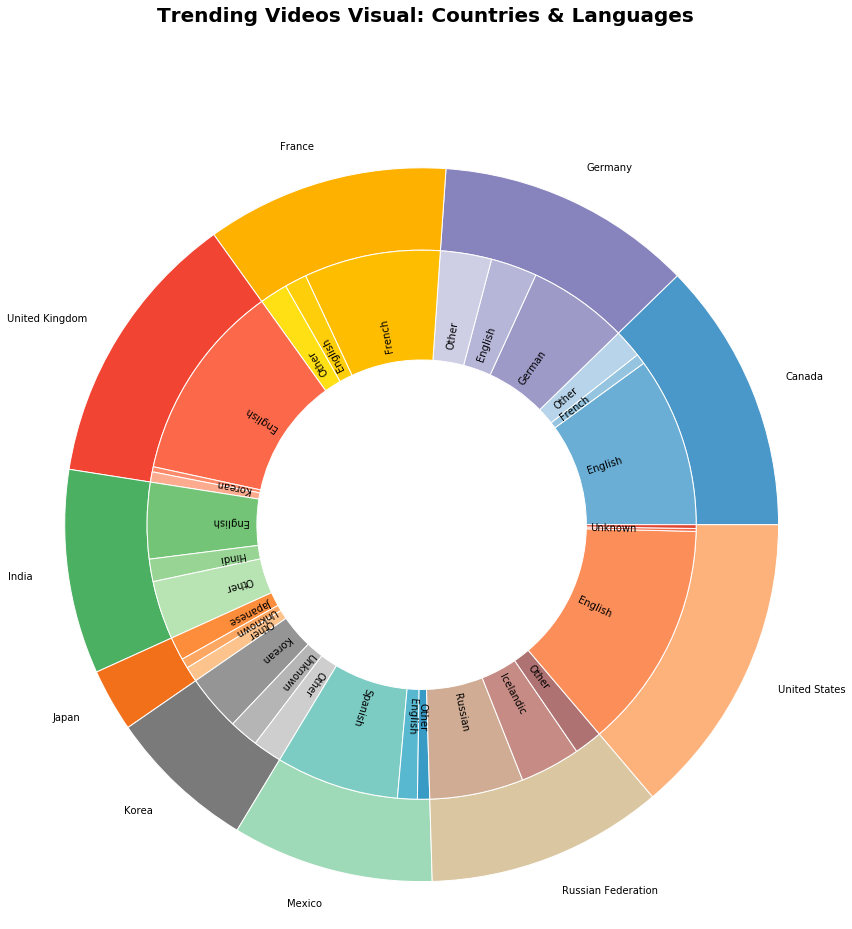 Trending Videos Visual: Countries & Languages
France
Germany
United Kingdom
Canada
India
Japan
Korea
Mexico
Russian Federation
United States
English
French
Other
German
English
Other
French
English
Other
English
Korean
English
Hindi
Other
Japanese
Unknown
Other
Korean
Unknown
Other
Spanish
English
Other
Russian
Icelandic
Other
English
Unknown